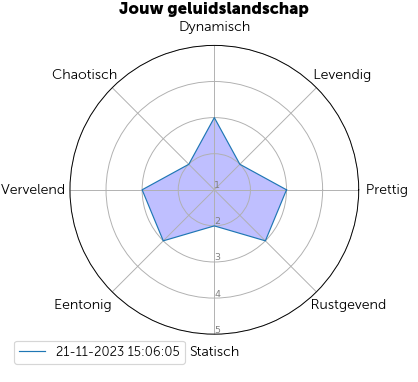 Jouw geluidslandschap
Dynamisch
Chaotisch
Levendig
Vervelend
Prettig
1
2
3
4
5
Eentonig
Rustgevend
21-11-2023 15:06:05
Statisch